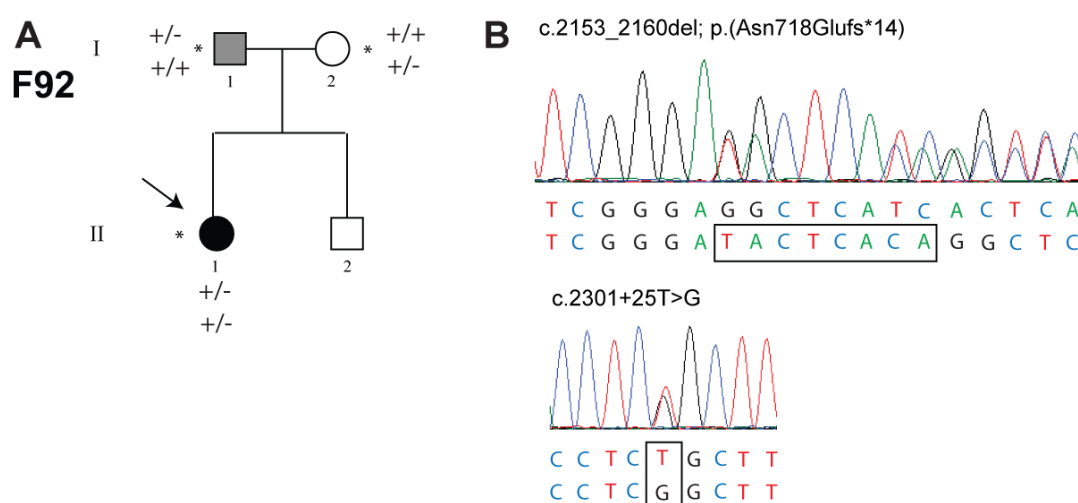 A
F92
I
+/-
+/+
*
1
2
*
+/+
+/-
II
*
1
2
+/-
+/-
B
c.2153_2160del; p.(Asn718Glufs*14)
T C G G G A G G C T C A T C A C T C A
T C G G G A T A C T C A C A G G C T C
c.2301+25T>G
C C T C T G C T T
C C T C G G C T T